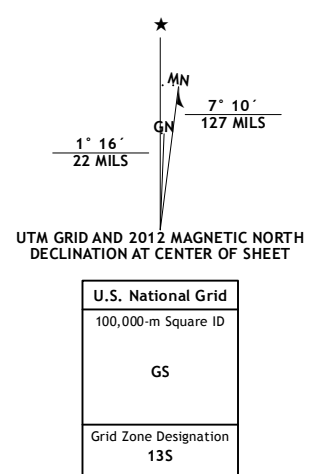 ★
MN
7° 10´
127 MILS
GN
1° 16´
22 MILS
UTM GRID AND 2012 MAGNETIC NORTH
DECLINATION AT CENTER OF SHEET
U.S. National Grid
100,000-m Square ID
GS
Grid Zone Designation
13S